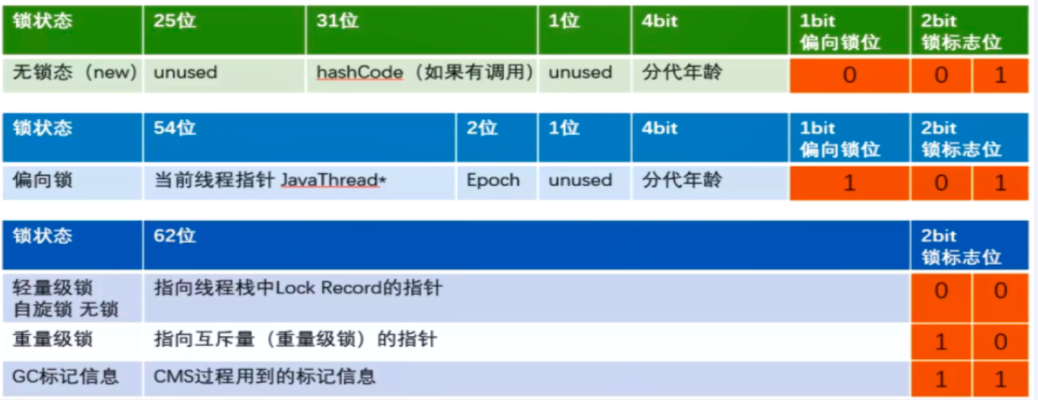 锁状态 25位 31位 1位 4bit 1bit 2bit
偏向锁位 锁标志位
无锁态（new） unused hashCode（如果有调用） unused 分代年龄 0 0 1
锁状态 54位 2位 1位 4bit 1bit 2bit
偏向锁位 锁标志位
偏向锁 当前线程指针 JavaThread* Epoch unused 分代年龄 1 0 1
锁状态 62位 2bit
锁标志位
轻量级锁 指向线程栈中Lock Record的指针 0 0
自旋锁 无锁
重量级锁 指向互斥量（重量级锁）的指针 1 0
GC标记信息 CMS过程用到的标记信息 1 1